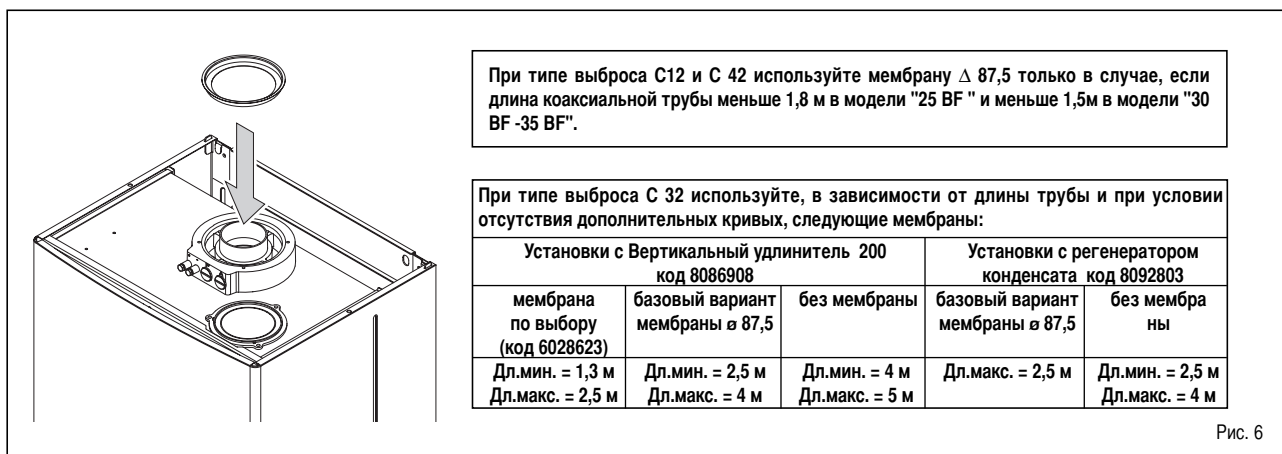 При типе выброса С12 и С 42 используйте мембрану Δ 87,5 только в случае, если
длина коаксиальной трубы меньше 1,8 м в модели "25 BF " и меньше 1,5м в модели "30
BF -35 BF".
При типе выброса С 32 используйте, в зависимости от длины трубы и при условии
отсутствия дополнительных кривых, следующие мембраны:
Установки с Вертикальный удлинитель 200
код 8086908
Установки с регенератором
конденсата код 8092803
мембрана
по выбору
(код 6028623)
базовый вариант
мембраны ø 87,5
без мембраны
базовый вариант
мембраны ø 87,5
без мембра
ны
Дл.мин. = 1,3 м
Дл.макс. = 2,5 м
Дл.мин. = 2,5 м
Дл.макс. = 4 м
Дл.мин. = 4 м
Дл.макс. = 5 м
Дл.макс. = 2,5 м
Дл.мин. = 2,5 м
Дл.макс. = 4 м
Рис. 6